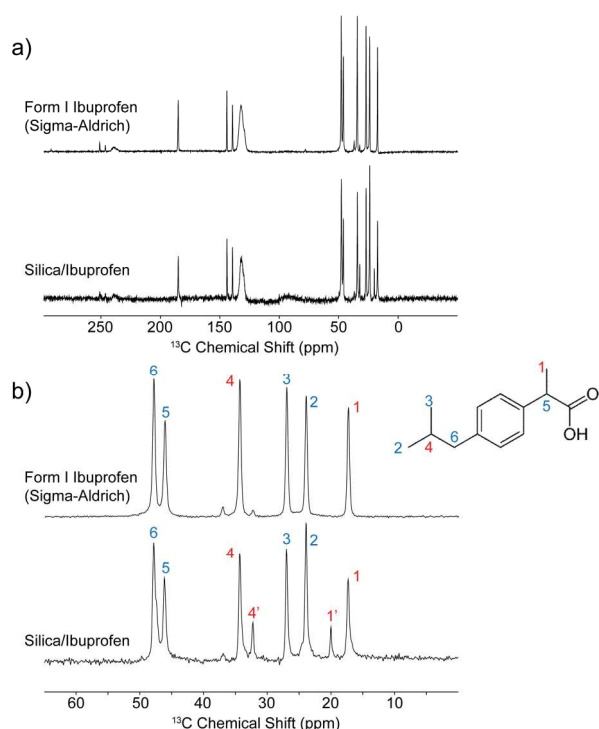 a)
Form I Ibuprofen
(Sigma-Aldrich)
Silica/Ibuprofen
250 200 150 100 50 0
13C Chemical Shift (ppm)
b)
6
5
4
3
2
1
Form I Ibuprofen
(Sigma-Aldrich)
1
3
5
O
2
4
6
OH
6
5
4
4'
3
2
1'
1
Silica/Ibuprofen
60 50 40 30 20 10
13C Chemical Shift (ppm)